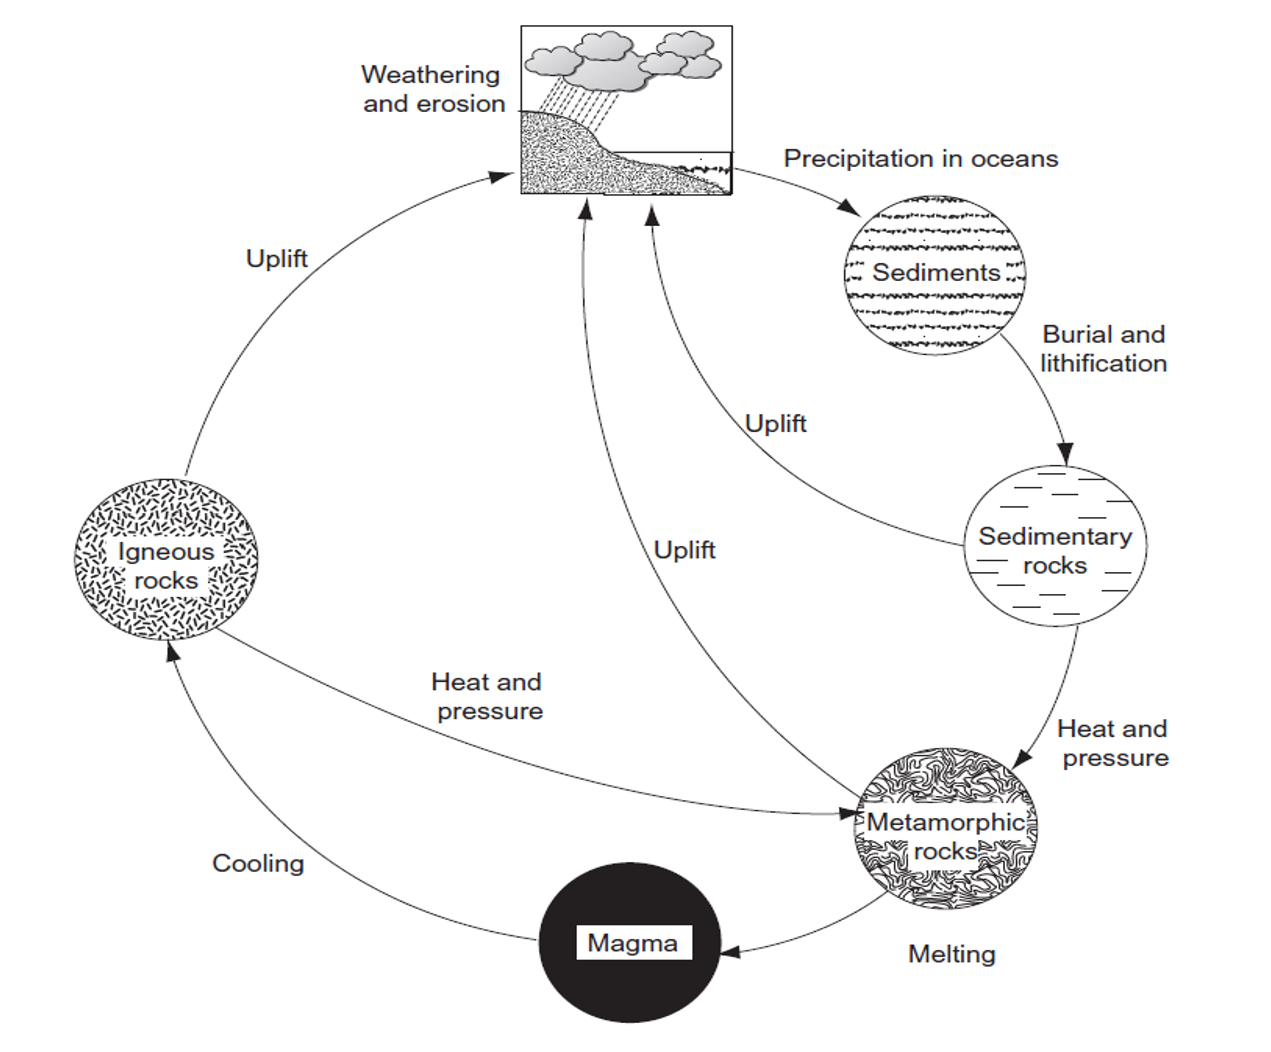 Weathering
and erosion
Precipitation in oceans
Sediments
Burial and
lithification
Uplift
Uplift
Uplift
Sedimentary
rocks
Igneous
rocks
Heat and
pressure
Heat and
pressure
Metamorphic
rocks
Cooling
Magma
Melting